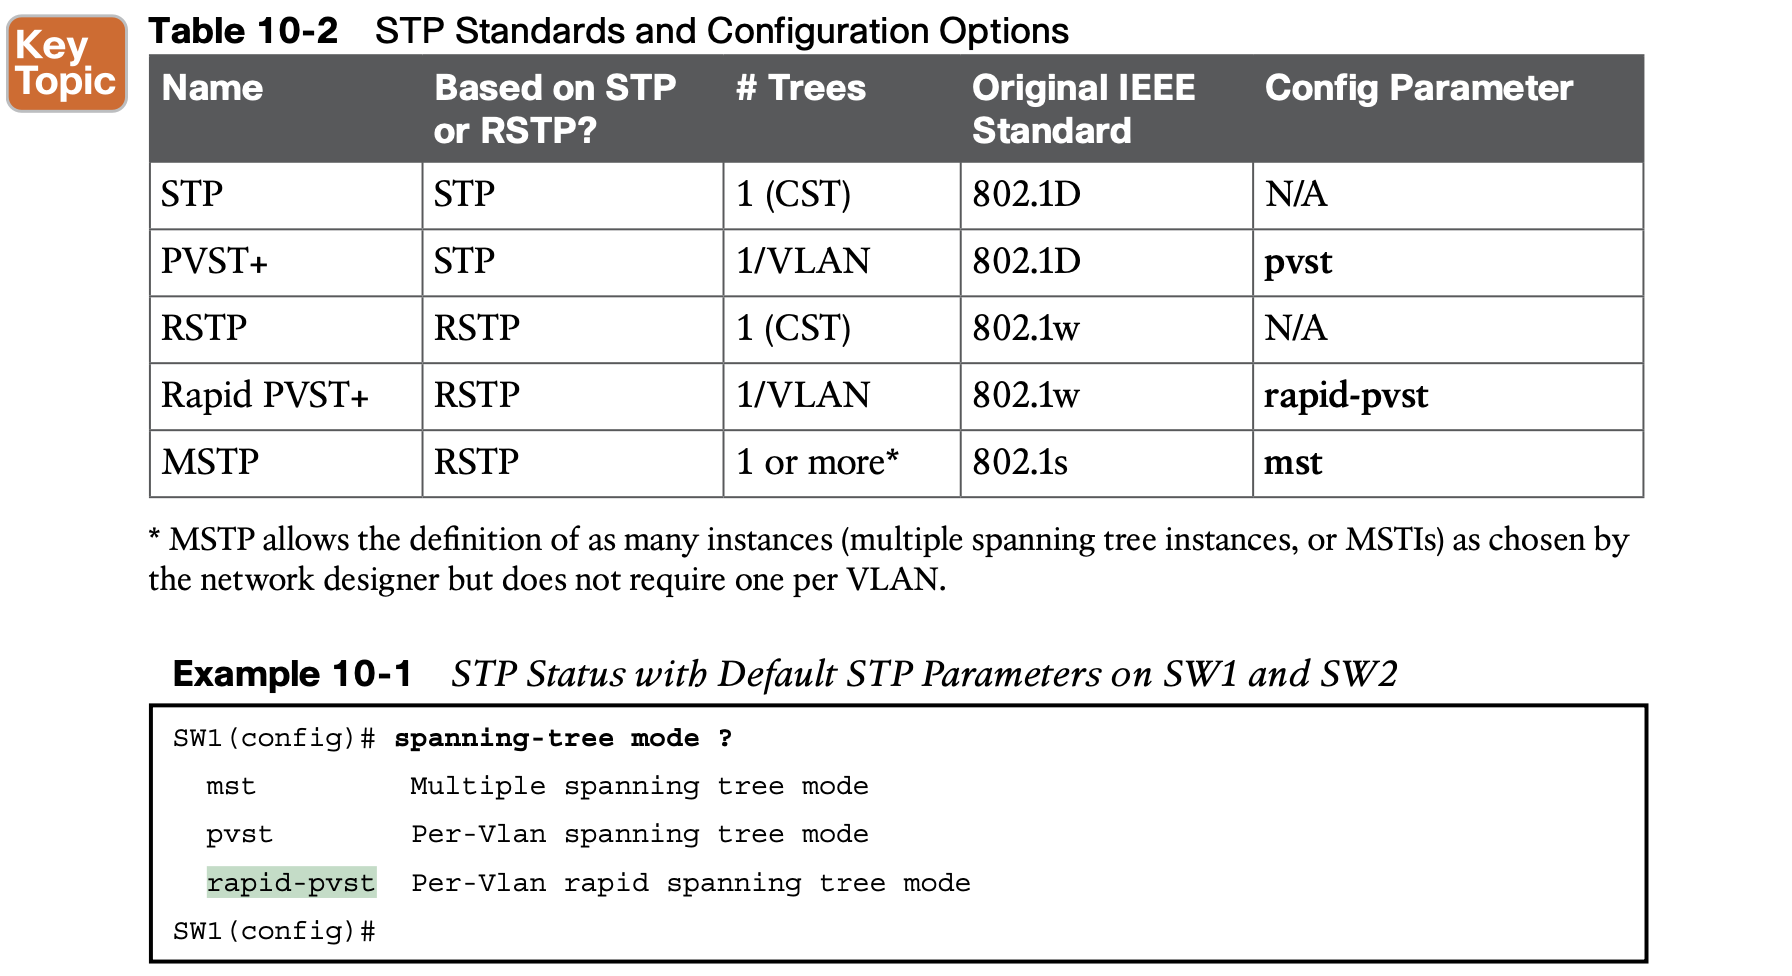 Key
Topic
Table 10-2 STP Standards and Configuration Options
Name Based on STP or RSTP? # Trees Original IEEE Standard Config Parameter
STP STP 1 (CST) 802.1D N/A
PVST+ STP 1/VLAN 802.1D pvst
RSTP RSTP 1 (CST) 802.1w N/A
Rapid PVST+ RSTP 1/VLAN 802.1w rapid-pvst
MSTP RSTP 1 or more* 802.1s mst
* MSTP allows the definition of as many instances (multiple spanning tree instances, or MSTIs) as chosen by
the network designer but does not require one per VLAN.
Example 10-1 STP Status with Default STP Parameters on SW1 and SW2
SW1(config)# spanning-tree mode ?
mst Multiple spanning tree mode
pvst Per-Vlan spanning tree mode
rapid-pvst Per-Vlan rapid spanning tree mode
SW1(config)#